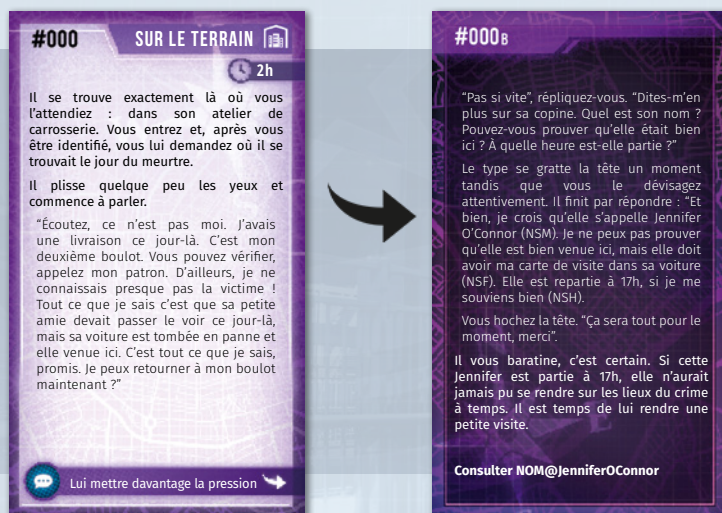 #000
SUR LE TERRAIN
2h
Il se trouve exactement là où vous
l'attendiez : dans son atelier de
carrosserie. Vous entrez et, après vous
être identifié, vous lui demandez où il se
trouvait le jour du meurtre.
Il plisse quelque peu les yeux et
commence à parler.
“Écoutez, ce n'est pas moi. J'avais
une livraison ce jour-là. C'est mon
deuxième boulot. Vous pouvez vérifier,
appelez mon patron. D'ailleurs, je ne
connaissais presque pas la victime !
Tout ce que je sais c'est que sa petite
amie devait passer le voir ce jour-là,
mais sa voiture est tombée en panne et
elle venue ici. C'est tout ce que je sais,
promis. Je peux retourner à mon boulot
maintenant ?”
Lui mettre davantage la pression
#000B
“Pas si vite”, répliquez-vous. “Dites-m'en
plus sur sa copine. Quel est son nom ?
Pouvez-vous prouver qu'elle était bien
ici ? À quelle heure est-elle partie ?”
Le type se gratte la tête un moment
tandis que vous le dévisagez
attentivement. Il finit par répondre : “Et
bien, je crois qu'elle s'appelle Jennifer
O'Connor (NSM). Je ne peux pas prouver
qu'elle est bien venue ici, mais elle doit
avoir ma carte de visite dans sa voiture
(NSF). Elle est repartie à 17h, si je me
souviens bien (NSH).
Vous hochez la tête. “Ça sera tout pour le
moment, merci”.
Il vous baratine, c'est certain. Si cette
Jennifer est partie à 17h, elle n'aurait
jamais pu se rendre sur les lieux du crime
à temps. Il est temps de lui rendre une
petite visite.
Consulter NOM@JenniferOConnor